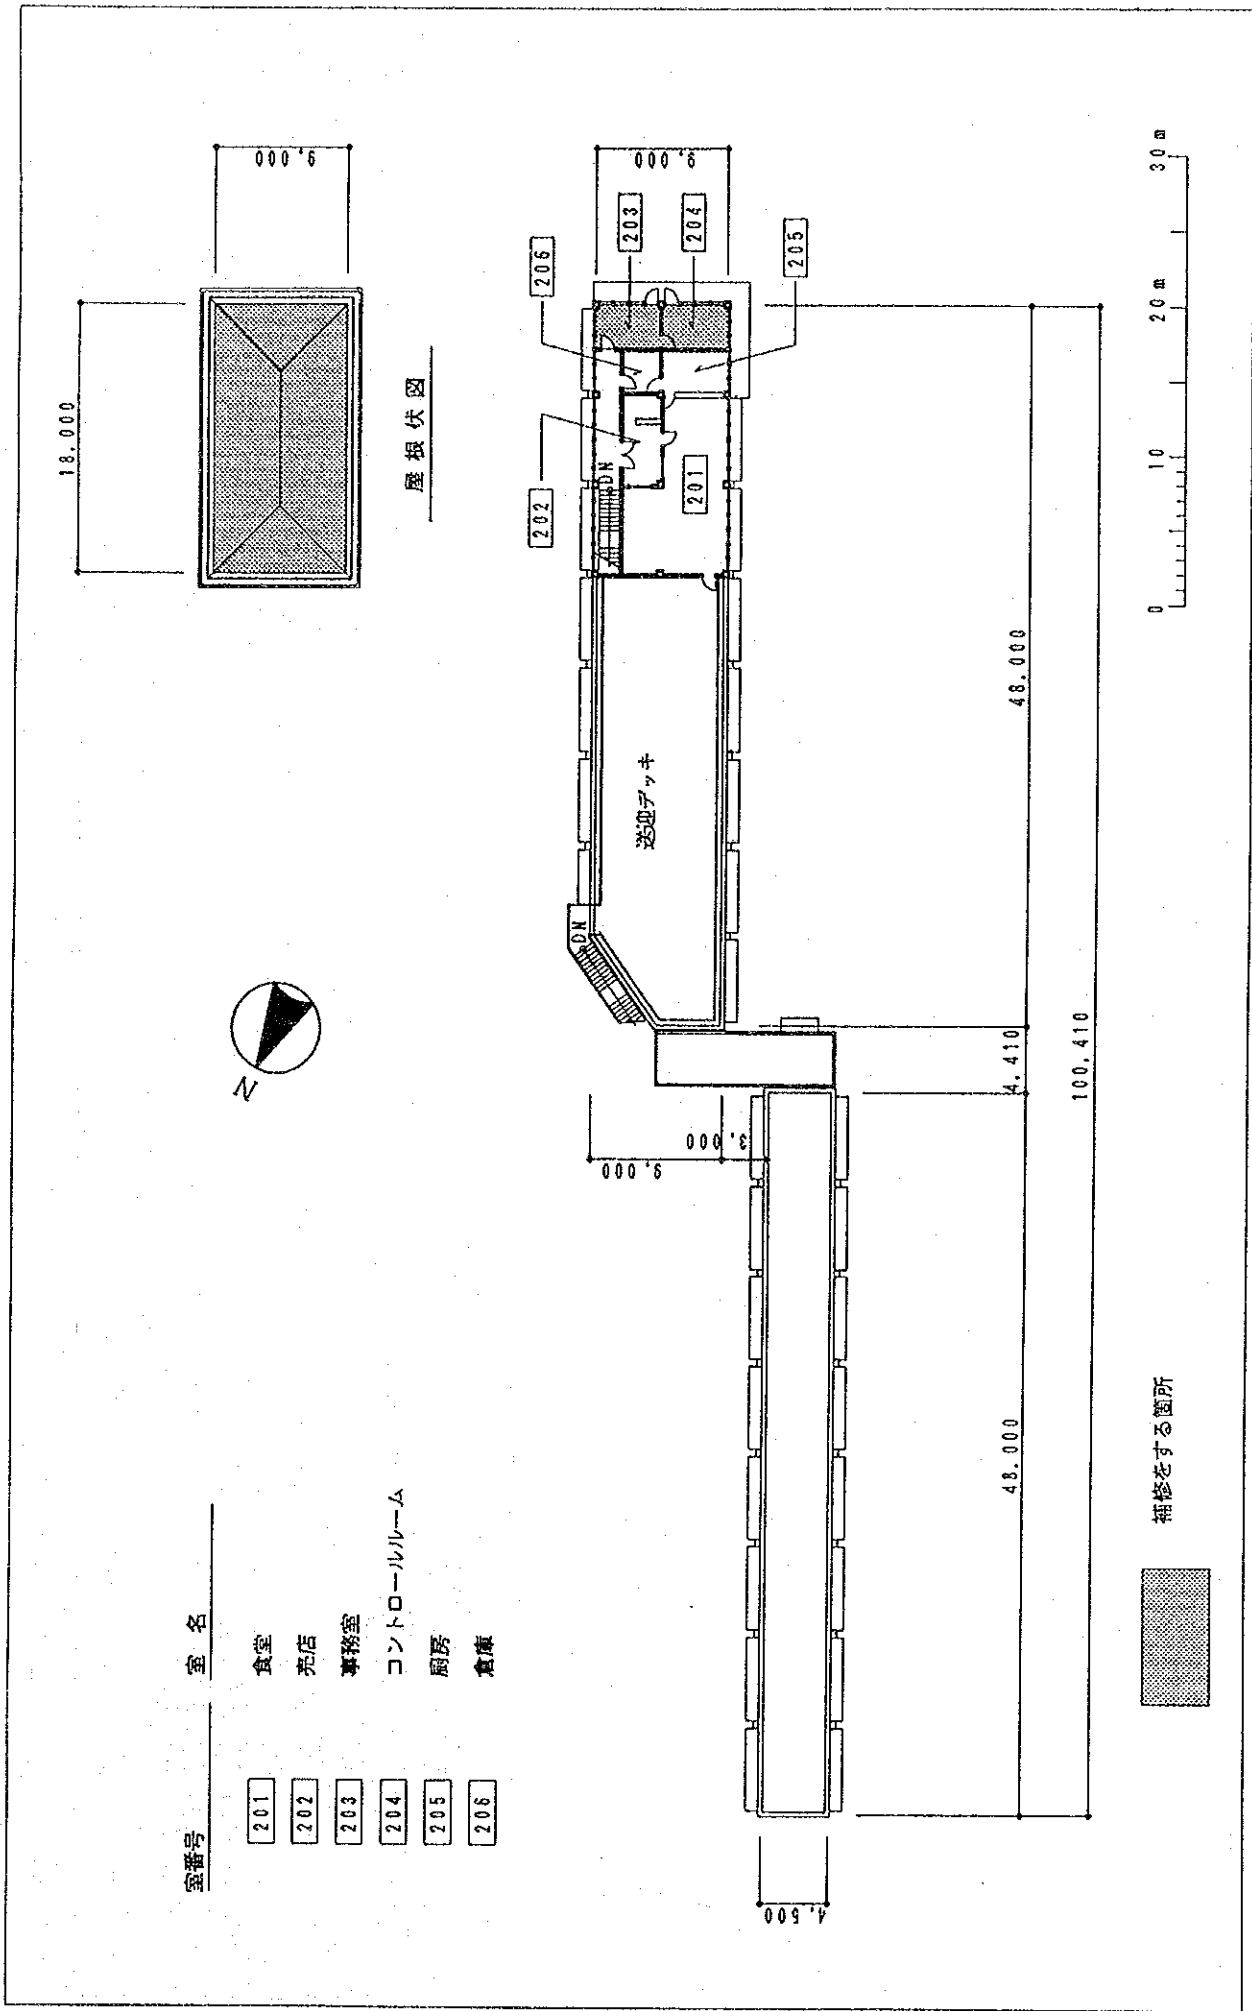 室番号 室 名
201 食堂
202 売店
203 事務室
204 コントロールルーム
205 厨房
206 倉庫
N
18.000
9,000
屋根伏図
202
206
203
204
205
201
DN
DN
送迎デッキ
9,000
9,000
3,000
4,500
48.000
4.410
48.000
100.410
補修をする箇所
0 10 20m 30m